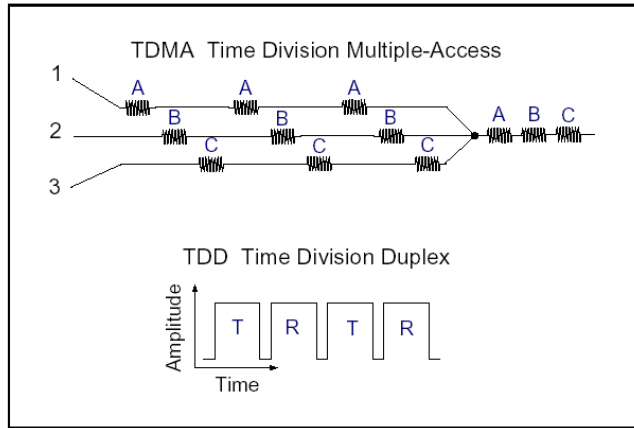 TDMA Time Division Multiple-Access
1
A A A
2
B B B
A B C
3
C C C
TDD Time Division Duplex
Amplitude
T R T R
Time